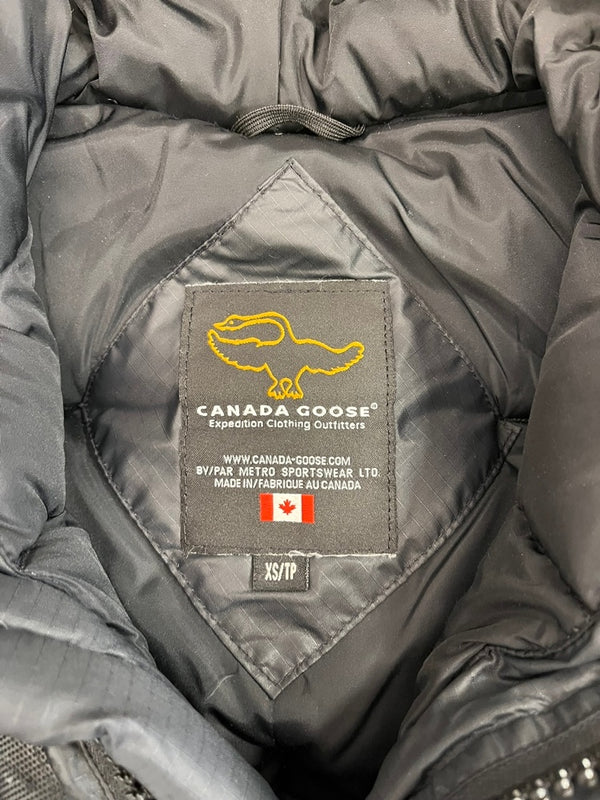 CANADA GOOSE®
Expedition Clothing Outfitters
WWW.CANADA-GOOSE.COM
BY/PAR METRO SPORTSWEAR LTD.
MADE IN/FABRIQUE AU CANADA
XS/TP